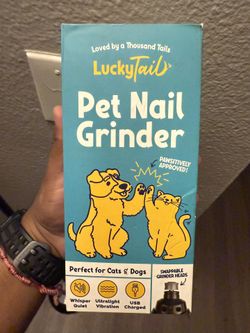 Loved by a Thousand Tails
LuckyTail
Pet Nail
Grinder
PAWSITIVELY
APPROVED!
Perfect for Cats & Dogs
SWAPPABLE
GRINDER HEADS
Whisper
Quiet
Ultralight
Vibration
USB
Charged